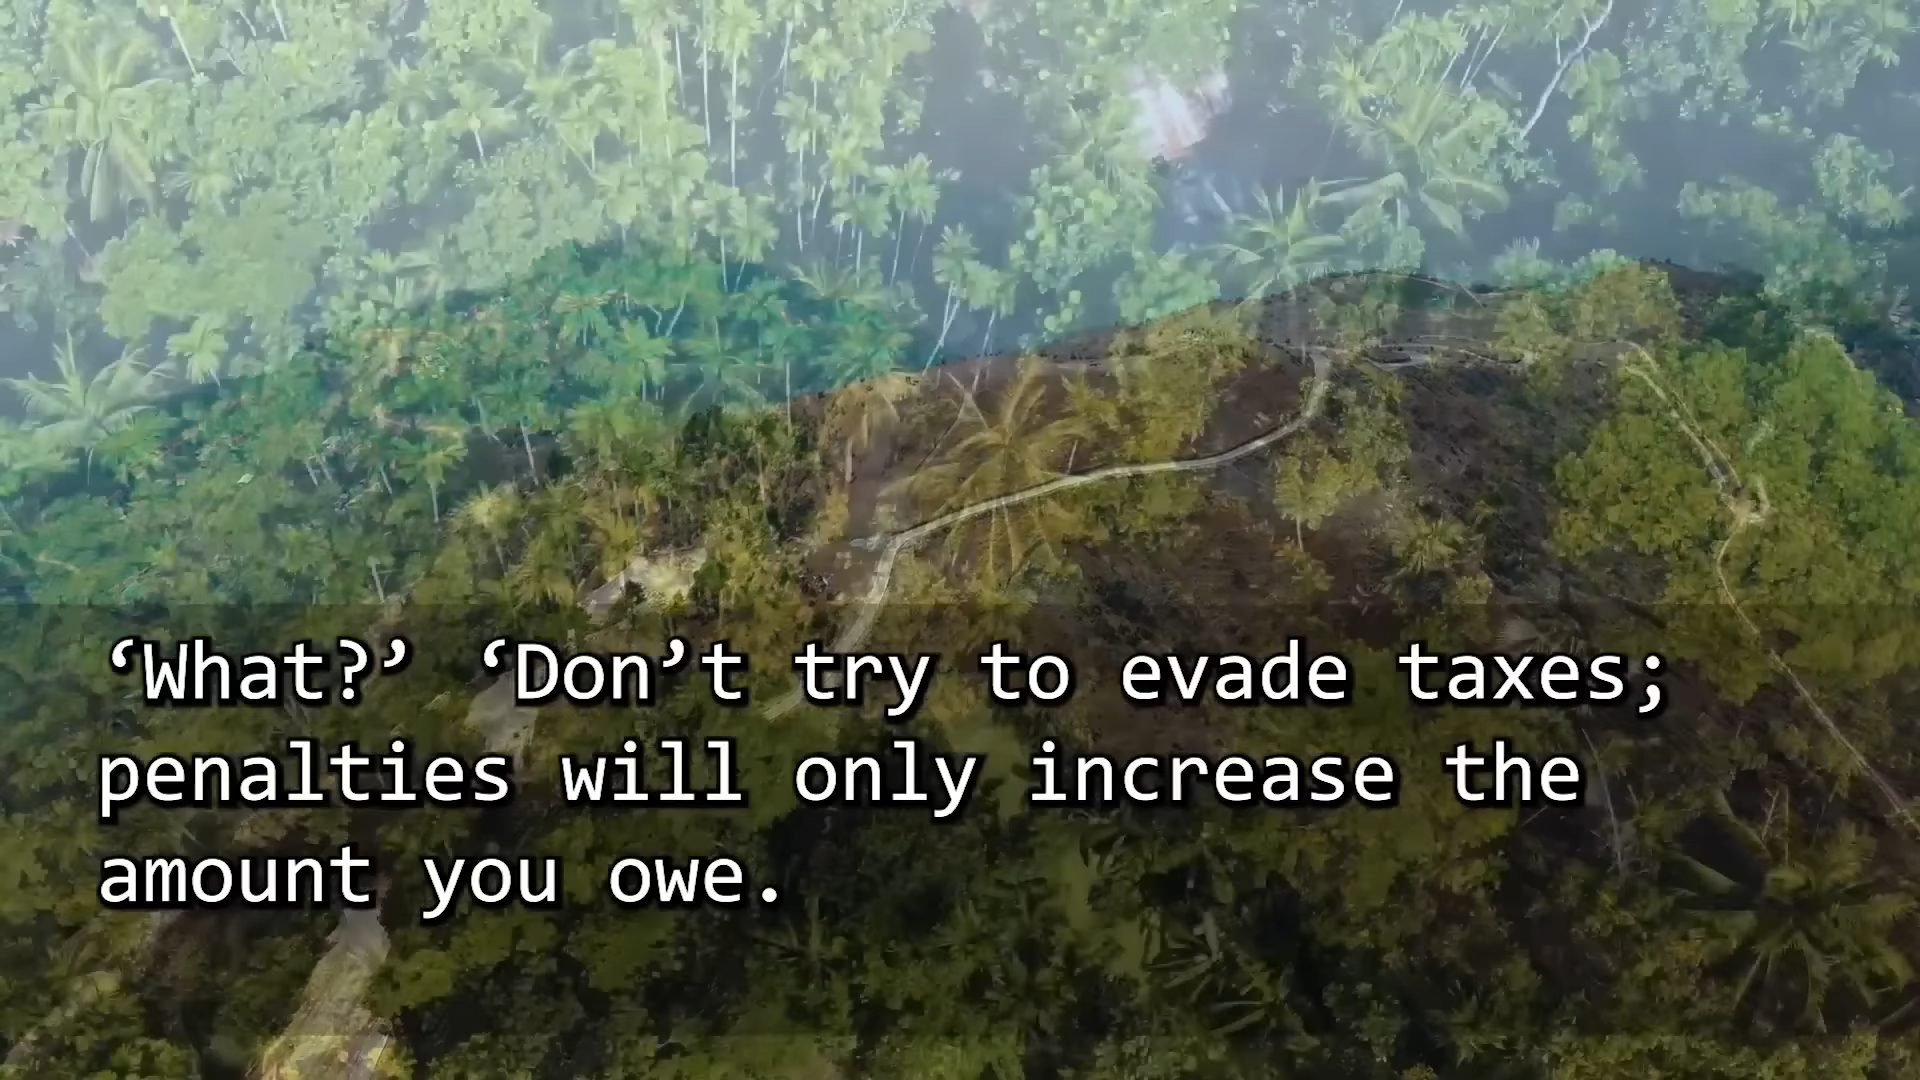 ‘What?’ ‘Don’t try to evade taxes;
penalties will only increase the
amount you owe.